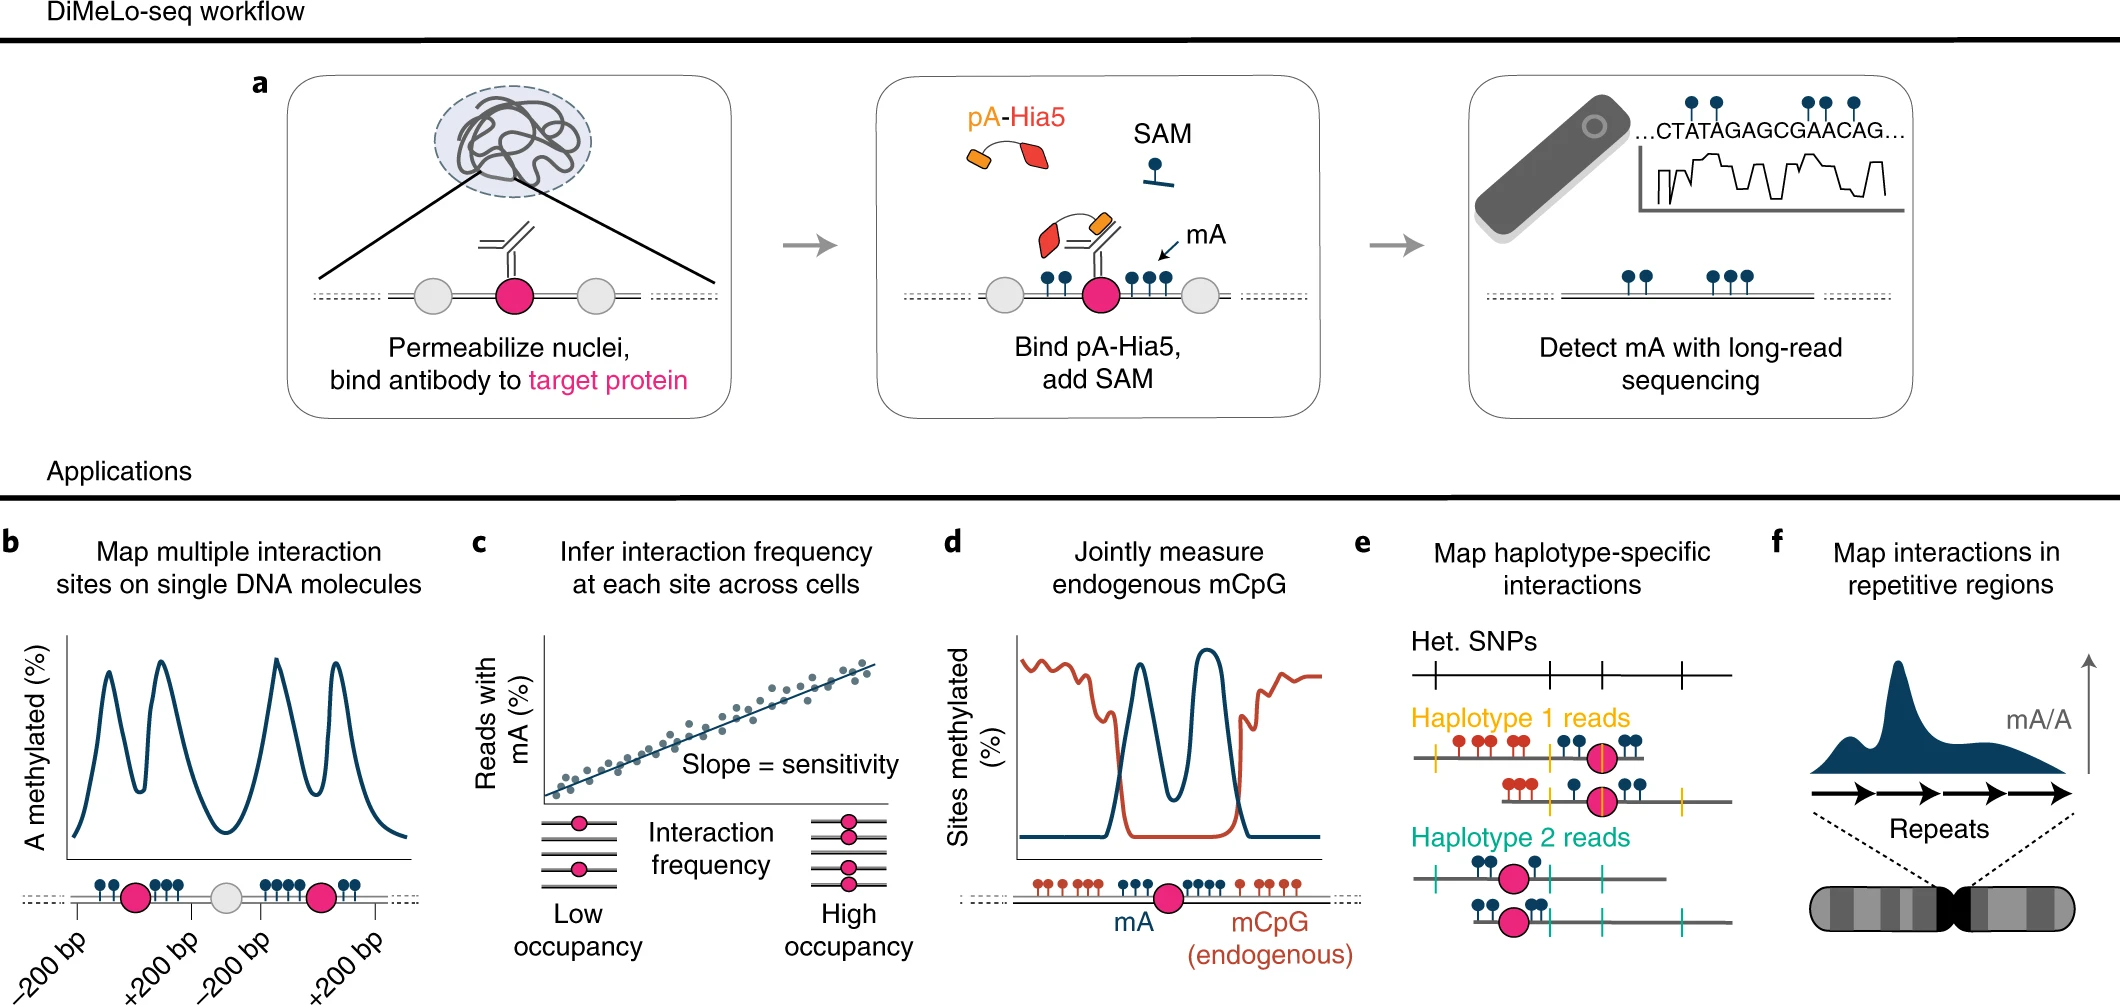 DiMeLo-seq workflow
a
pA-Hia5
SAM
mA
...CTATAGAGCGAACAG...
Permeabilize nuclei,
bind antibody to target protein
Bind pA-Hia5,
add SAM
Detect mA with long-read
sequencing
Applications
b
Map multiple interaction
sites on single DNA molecules
A methylated (%)
–200 bp
+200 bp
–200 bp
+200 bp
c
Infer interaction frequency
at each site across cells
Reads with
mA (%)
Slope = sensitivity
Interaction
frequency
Low
occupancy
High
occupancy
d
Jointly measure
endogenous mCpG
Sites methylated
(%)
mA
mCpG
(endogenous)
e
Map haplotype-specific
interactions
Het. SNPs
Haplotype 1 reads
Haplotype 2 reads
f
Map interactions in
repetitive regions
mA/A
Repeats